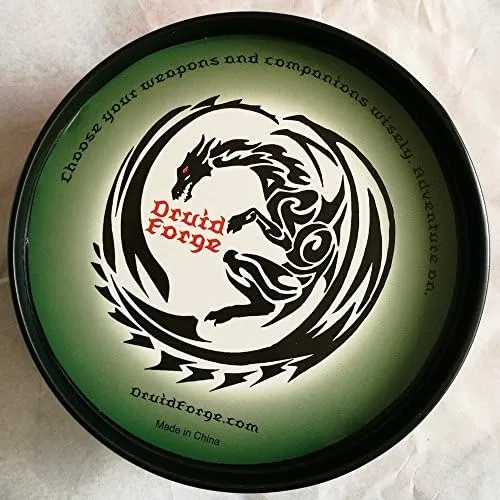 Choose your weapons and companions wisely. Adventure on.
Druid
Forge
DruidForge.com
Made in China